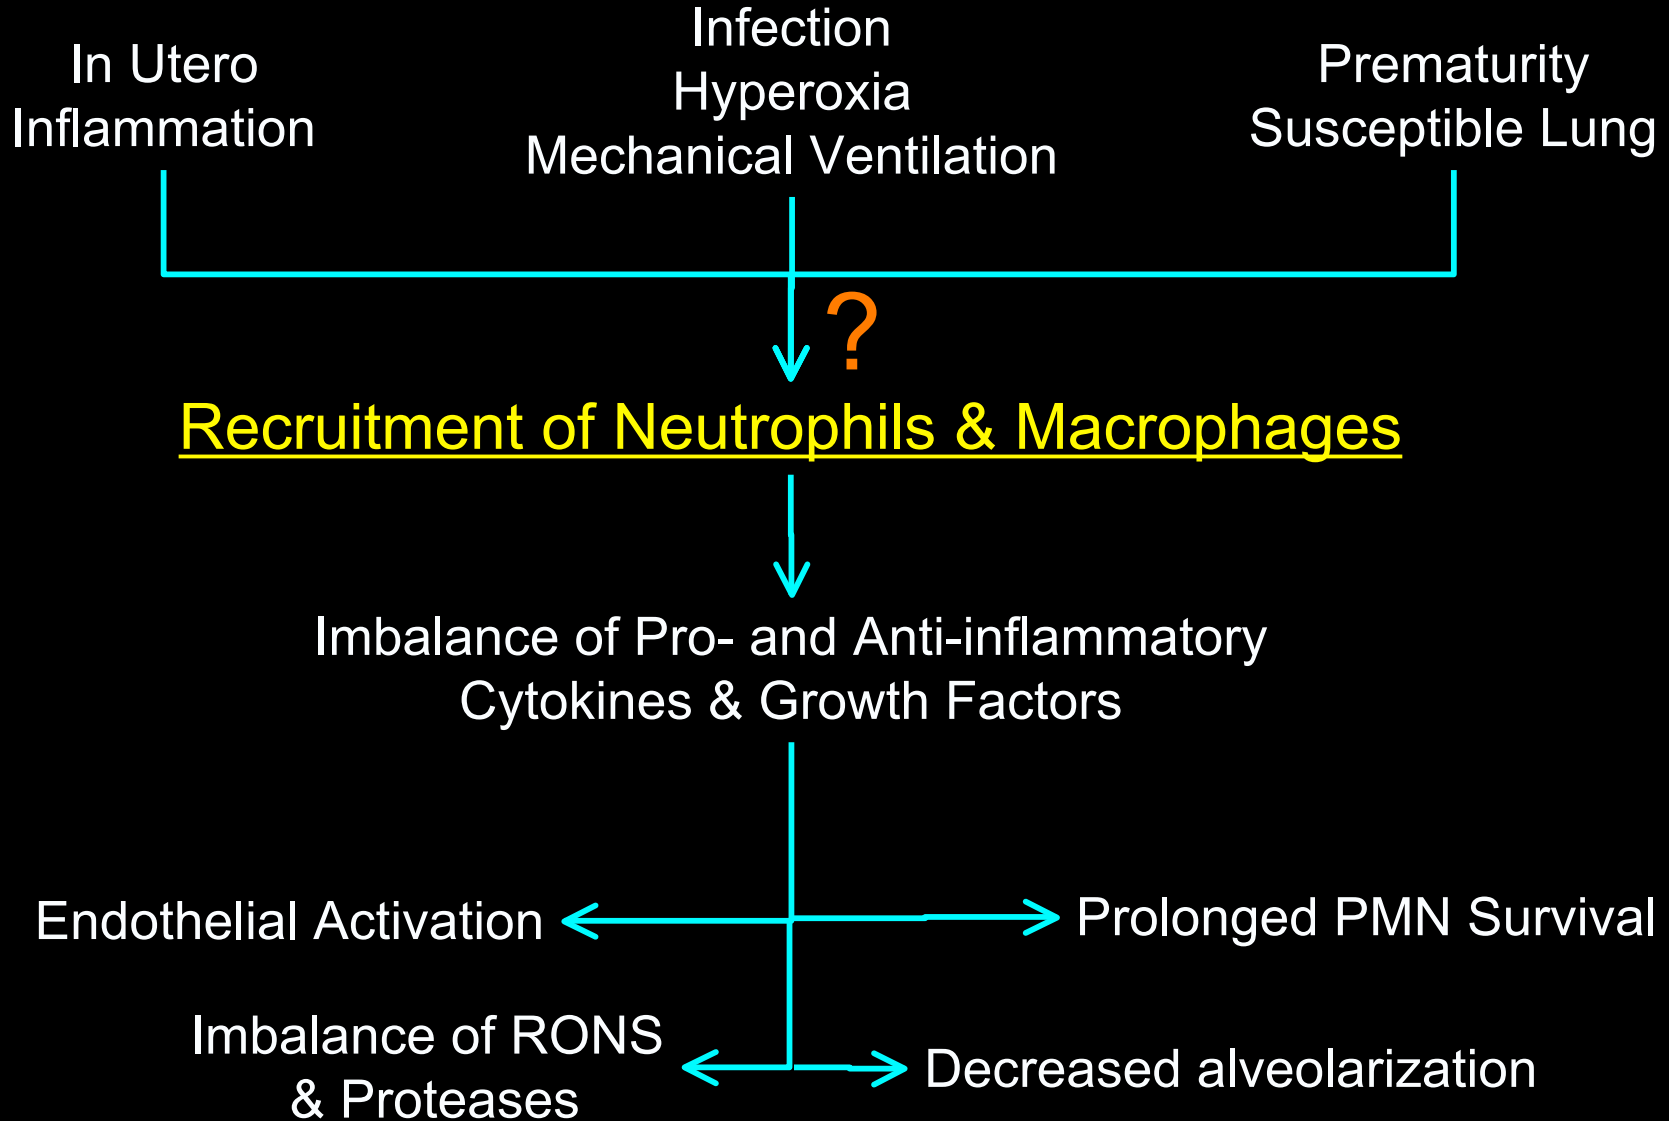 In Utero
Inflammation
Infection
Hyperoxia
Mechanical Ventilation
Prematurity
Susceptible Lung
?
Recruitment of Neutrophils & Macrophages
Imbalance of Pro- and Anti-inflammatory
Cytokines & Growth Factors
Endothelial Activation
Prolonged PMN Survival
Imbalance of RONS
& Proteases
Decreased alveolarization